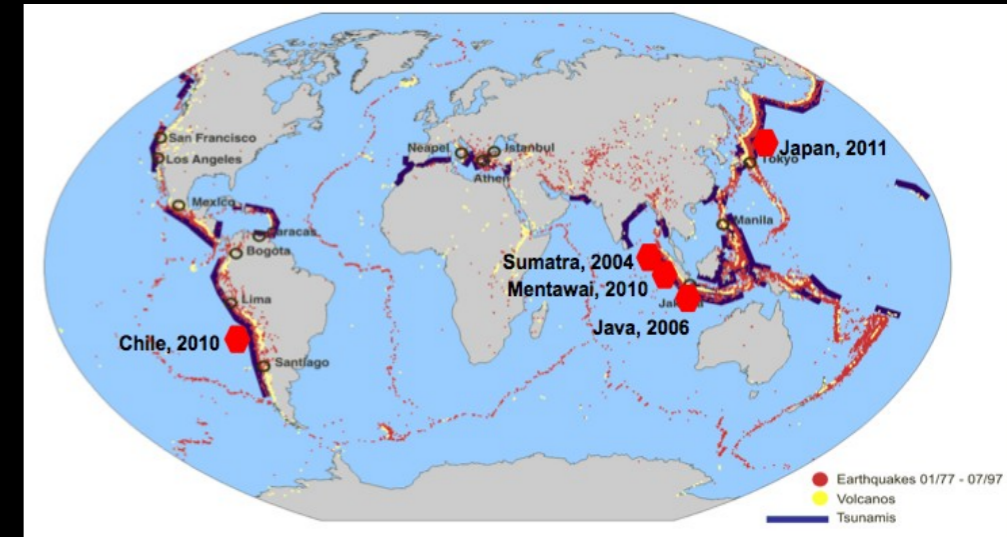 San Francisco
Los Angeles
Mexico
Caracas
Bogota
Lima
Santiago
Chile, 2010
Neapel
Istanbul
Athen
Japan, 2011
Tokyo
Manila
Sumatra, 2004
Mentawai, 2010
Java, 2006
Earthquakes 01/77 - 07/97
Volcanos
Tsunamis